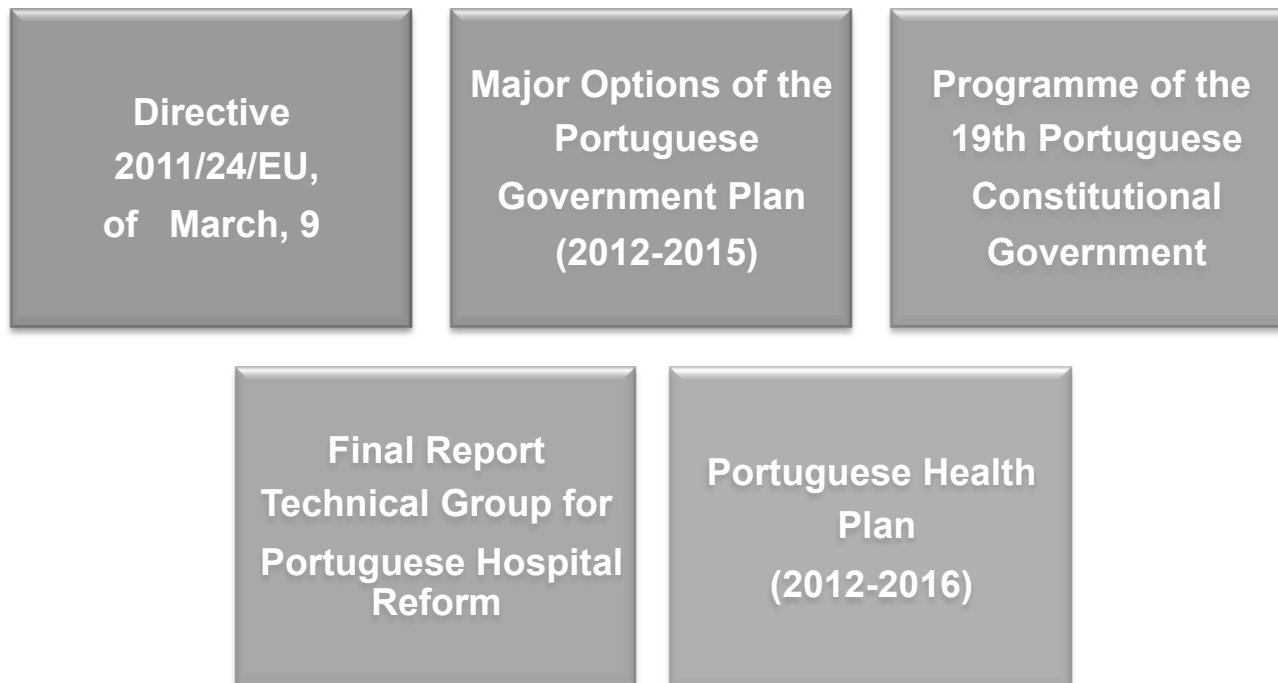 Directive
2011/24/EU,
of March, 9
Major Options of the
Portuguese
Government Plan
(2012-2015)
Programme of the
19th Portuguese
Constitutional
Government
Final Report
Technical Group for
Portuguese Hospital
Reform
Portuguese Health
Plan
(2012-2016)